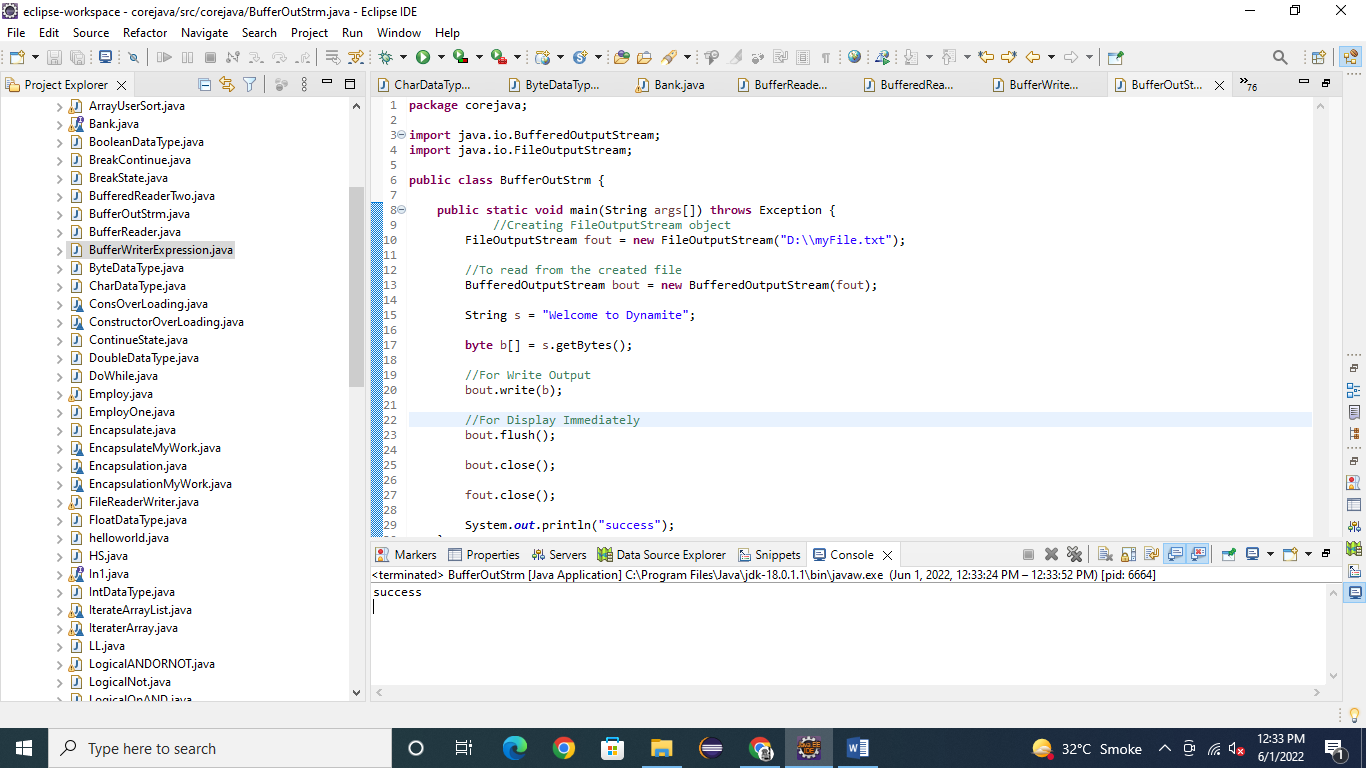 eclipse-workspace - corejava/src/corejava/BufferOutStrm.java - Eclipse IDE
File Edit Source Refactor Navigate Search Project Run Window Help
Project Explorer
ArrayUserSort.java
Bank.java
BooleanDataType.java
BreakContinue.java
BreakState.java
BufferedReaderTwo.java
BufferOutStrm.java
BufferReader.java
BufferWriterExpression.java
ByteDataType.java
CharDataType.java
ConsOverLoading.java
ConstructorOverLoading.java
ContinueState.java
DoubleDataType.java
DoWhile.java
Employ.java
EmployOne.java
Encapsulate.java
EncapsulateMyWork.java
Encapsulation.java
EncapsulationMyWork.java
FileReaderWriter.java
FloatDataType.java
helloworld.java
HS.java
In1.java
IntDataType.java
IterateArrayList.java
IteraterArray.java
LL.java
LogicalANDORNOT.java
LogicalNot.java
LogicalOpAND.java
CharDataTyp... ByteDataTyp... Bank.java BufferReade... BufferedRea... BufferWrite... BufferOutSt... »76
1 package corejava;
2
3 import java.io.BufferedOutputStream;
4 import java.io.FileOutputStream;
5
6 public class BufferOutStrm {
7
8 public static void main(String args[]) throws Exception {
9 //Creating FileOutputStream object
10 FileOutputStream fout = new FileOutputStream("D:\\myFile.txt");
11
12 //To read from the created file
13 BufferedOutputStream bout = new BufferedOutputStream(fout);
14
15 String s = "Welcome to Dynamite";
16
17 byte b[] = s.getBytes();
18
19 //For Write Output
20 bout.write(b);
21
22 //For Display Immediately
23 bout.flush();
24
25 bout.close();
26
27 fout.close();
28
29 System.out.println("success");
Markers Properties Servers Data Source Explorer Snippets Console
<terminated> BufferOutStrm [Java Application] C:\Program Files\Java\jdk-18.0.1.1\bin\javaw.exe (Jun 1, 2022, 12:33:24 PM – 12:33:52 PM) [pid: 6664]
success
Type here to search
32°C Smoke
12:33 PM
6/1/2022
1